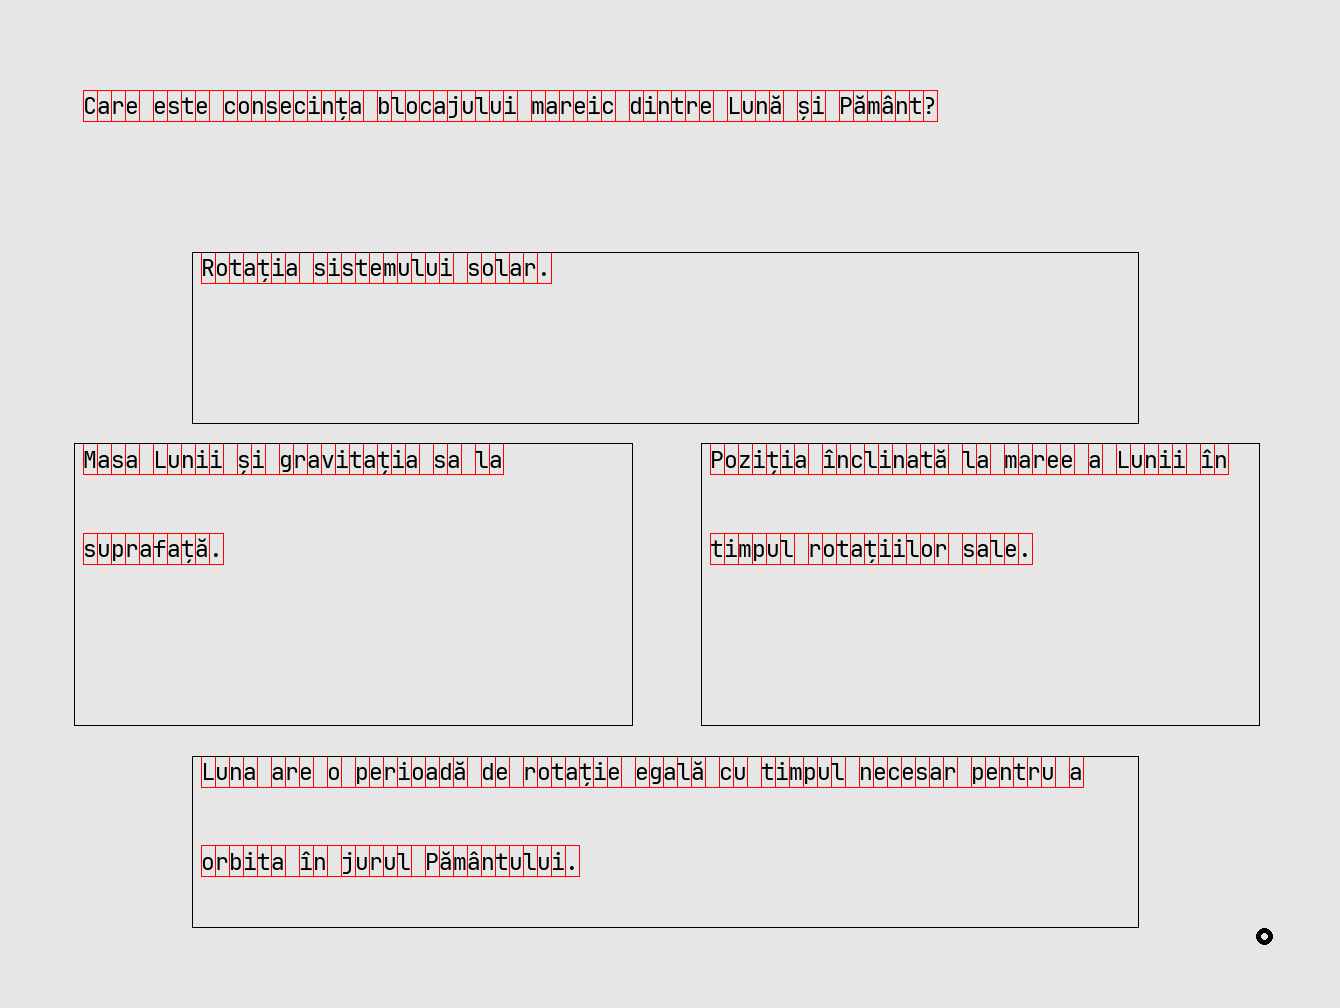 Care este consecința blocajului mareic dintre Lună și Pământ?
Rotația sistemului solar.
Masa Lunii și gravitația sa la
suprafață.
Poziția înclinată la maree a Lunii în
timpul rotațiilor sale.
Luna are o perioadă de rotație egală cu timpul necesar pentru a
orbita în jurul Pământului.